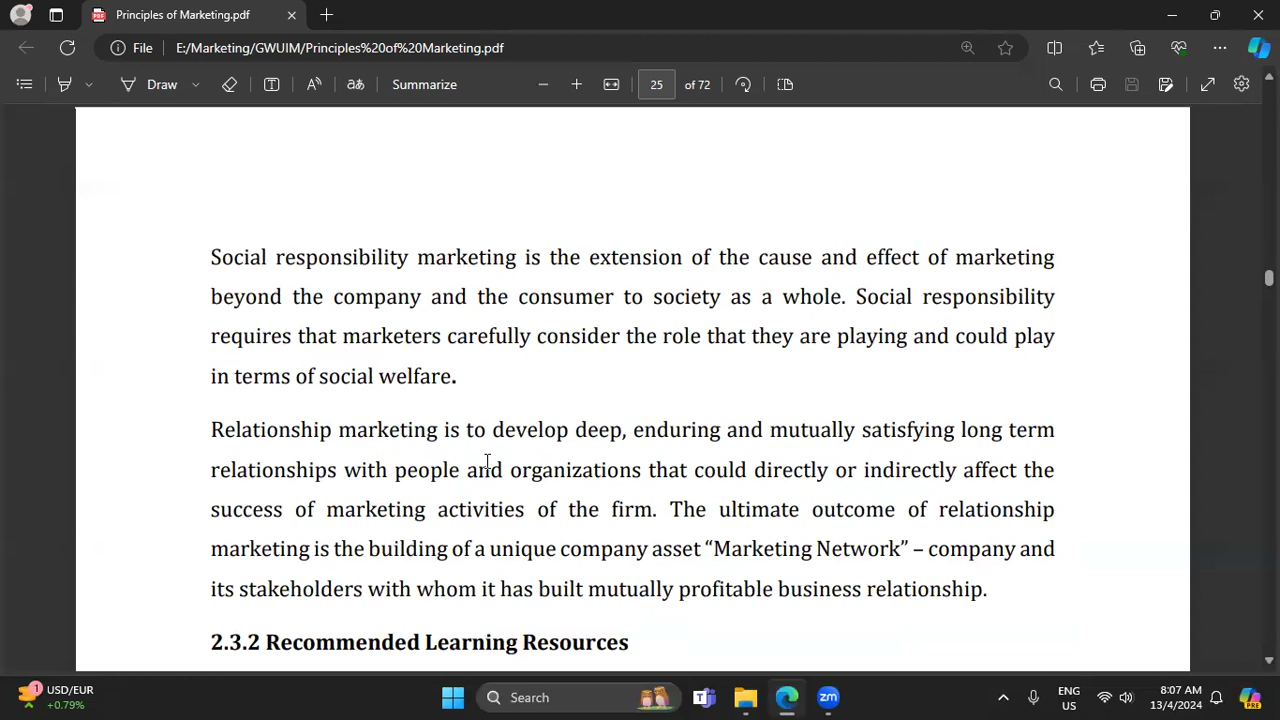 Principles of Marketing.pdf
File E:/Marketing/GWUIM/Principles%20of%20Marketing.pdf
Draw Summarize 25 of 72
Social responsibility marketing is the extension of the cause and effect of marketing
beyond the company and the consumer to society as a whole. Social responsibility
requires that marketers carefully consider the role that they are playing and could play
in terms of social welfare.
Relationship marketing is to develop deep, enduring and mutually satisfying long term
relationships with people and organizations that could directly or indirectly affect the
success of marketing activities of the firm. The ultimate outcome of relationship
marketing is the building of a unique company asset “Marketing Network” – company and
its stakeholders with whom it has built mutually profitable business relationship.
2.3.2 Recommended Learning Resources
1 USD/EUR
+0.79%
Search
zm
ENG
US
8:07 AM
13/4/2024
PRE